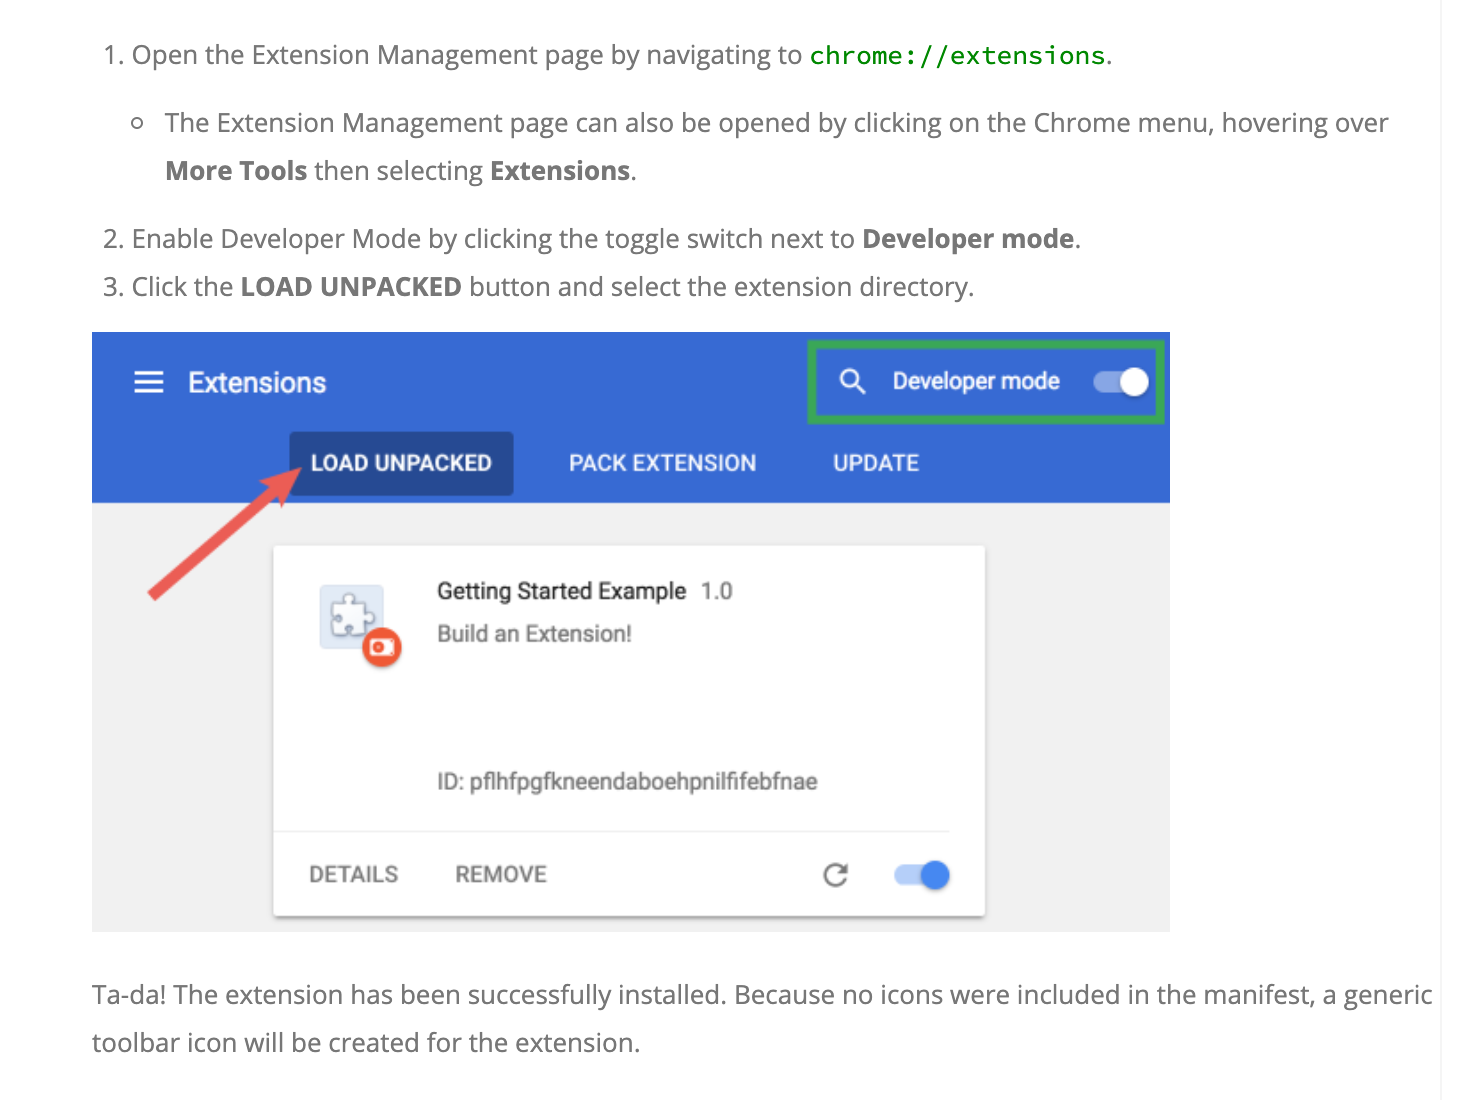 1. Open the Extension Management page by navigating to chrome://extensions.
The Extension Management page can also be opened by clicking on the Chrome menu, hovering over
More Tools then selecting Extensions.
2. Enable Developer Mode by clicking the toggle switch next to Developer mode.
3. Click the LOAD UNPACKED button and select the extension directory.
Extensions
Developer mode
LOAD UNPACKED PACK EXTENSION UPDATE
Getting Started Example 1.0
Build an Extension!
ID: pflhfpgfkneendaboehpnilfifebfnae
DETAILS REMOVE
Ta-da! The extension has been successfully installed. Because no icons were included in the manifest, a generic
toolbar icon will be created for the extension.